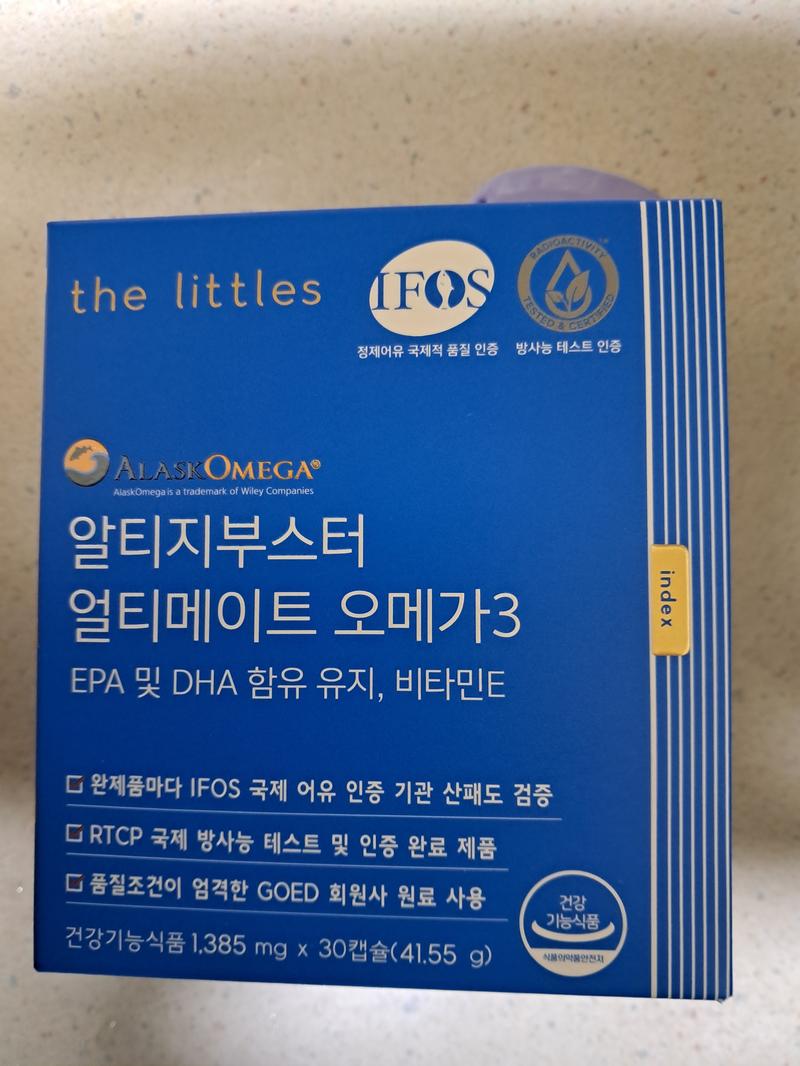 the littles
IFOS
정제어유 국제적 품질 인증
RADIOACTIVITY
TESTED & CERTIFIED
방사능 테스트 인증
ALASKOMEGA®
AlaskOmega is a trademark of Wiley Companies
알티지부스터
얼티메이트 오메가3
EPA 및 DHA 함유 유지, 비타민E
index
완제품마다 IFOS 국제 어유 인증 기관 산패도 검증
RTCP 국제 방사능 테스트 및 인증 완료 제품
품질조건이 엄격한 GOED 회원사 원료 사용
건강기능식품 1,385 mg x 30캡슐(41.55 g)
건강
기능식품
식품의약품안전처